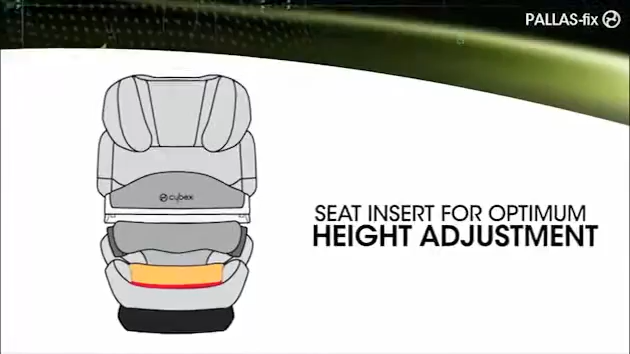 PALLAS-fix
cybex
SEAT INSERT FOR OPTIMUM
HEIGHT ADJUSTMENT